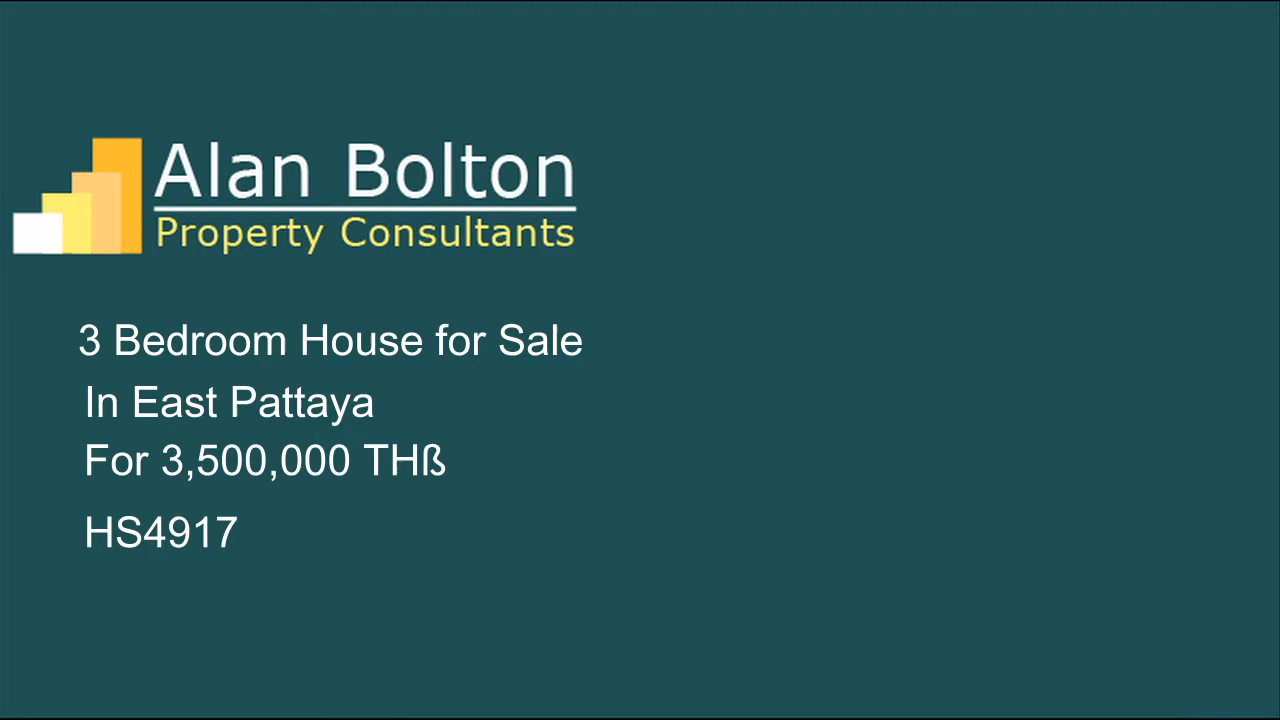 Alan Bolton
Property Consultants
3 Bedroom House for Sale
In East Pattaya
For 3,500,000 THß
HS4917